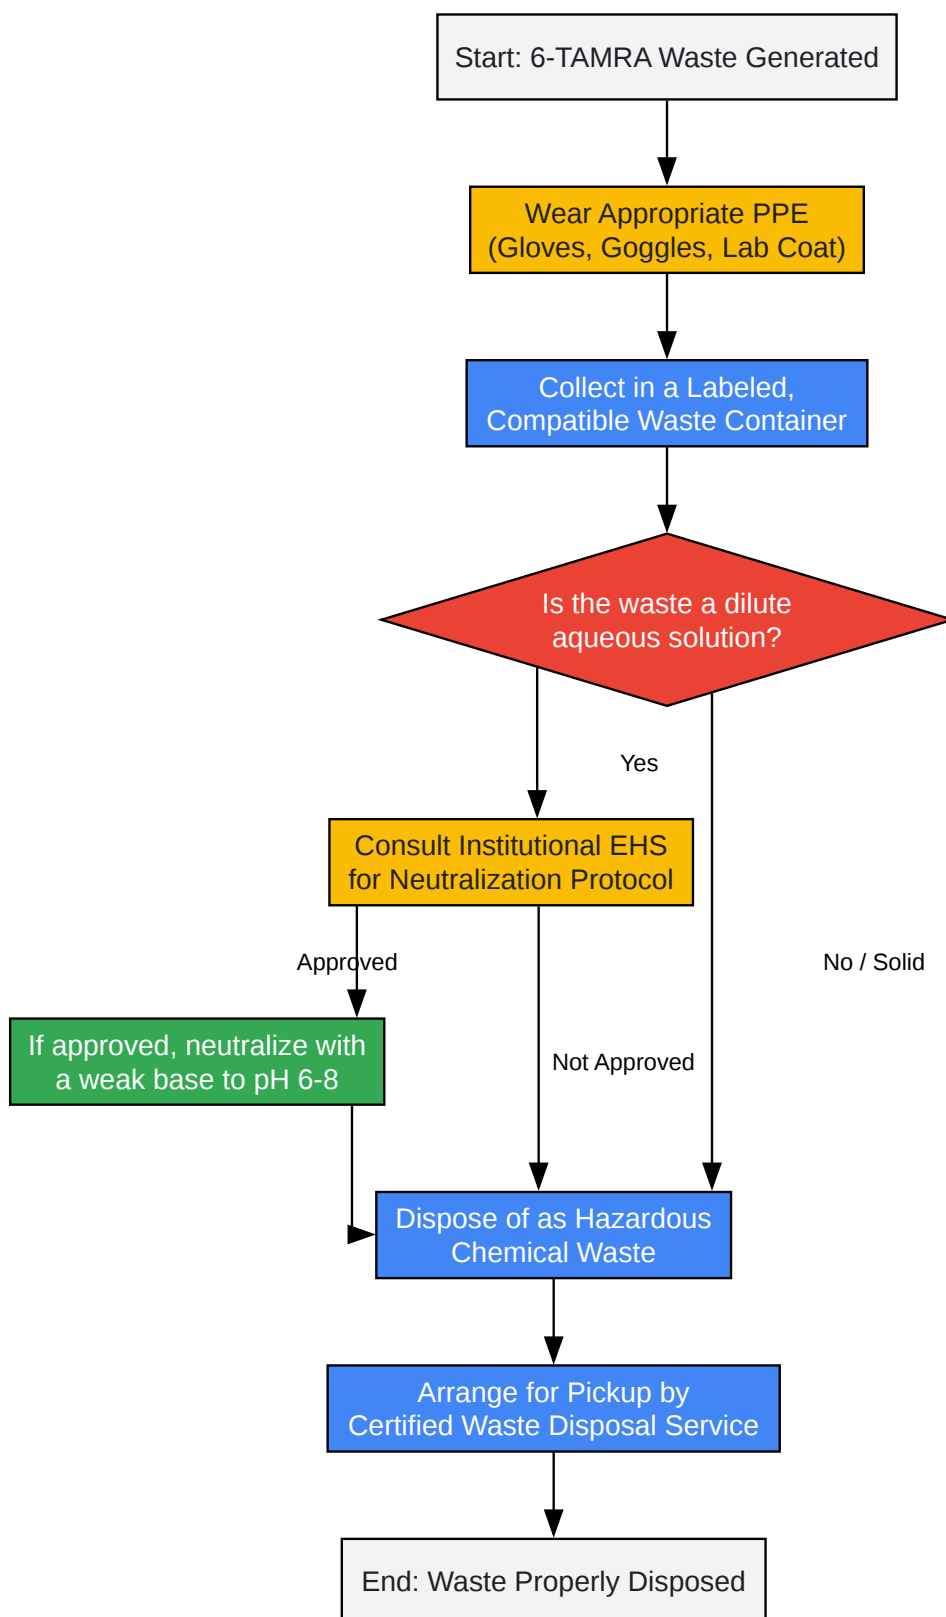 Start: 6-TAMRA Waste Generated
Wear Appropriate PPE
(Gloves, Goggles, Lab Coat)
Collect in a Labeled,
Compatible Waste Container
Is the waste a dilute
aqueous solution?
Yes
Consult Institutional EHS
for Neutralization Protocol
Approved
No / Solid
If approved, neutralize with
a weak base to pH 6-8
Not Approved
Dispose of as Hazardous
Chemical Waste
Arrange for Pickup by
Certified Waste Disposal Service
End: Waste Properly Disposed